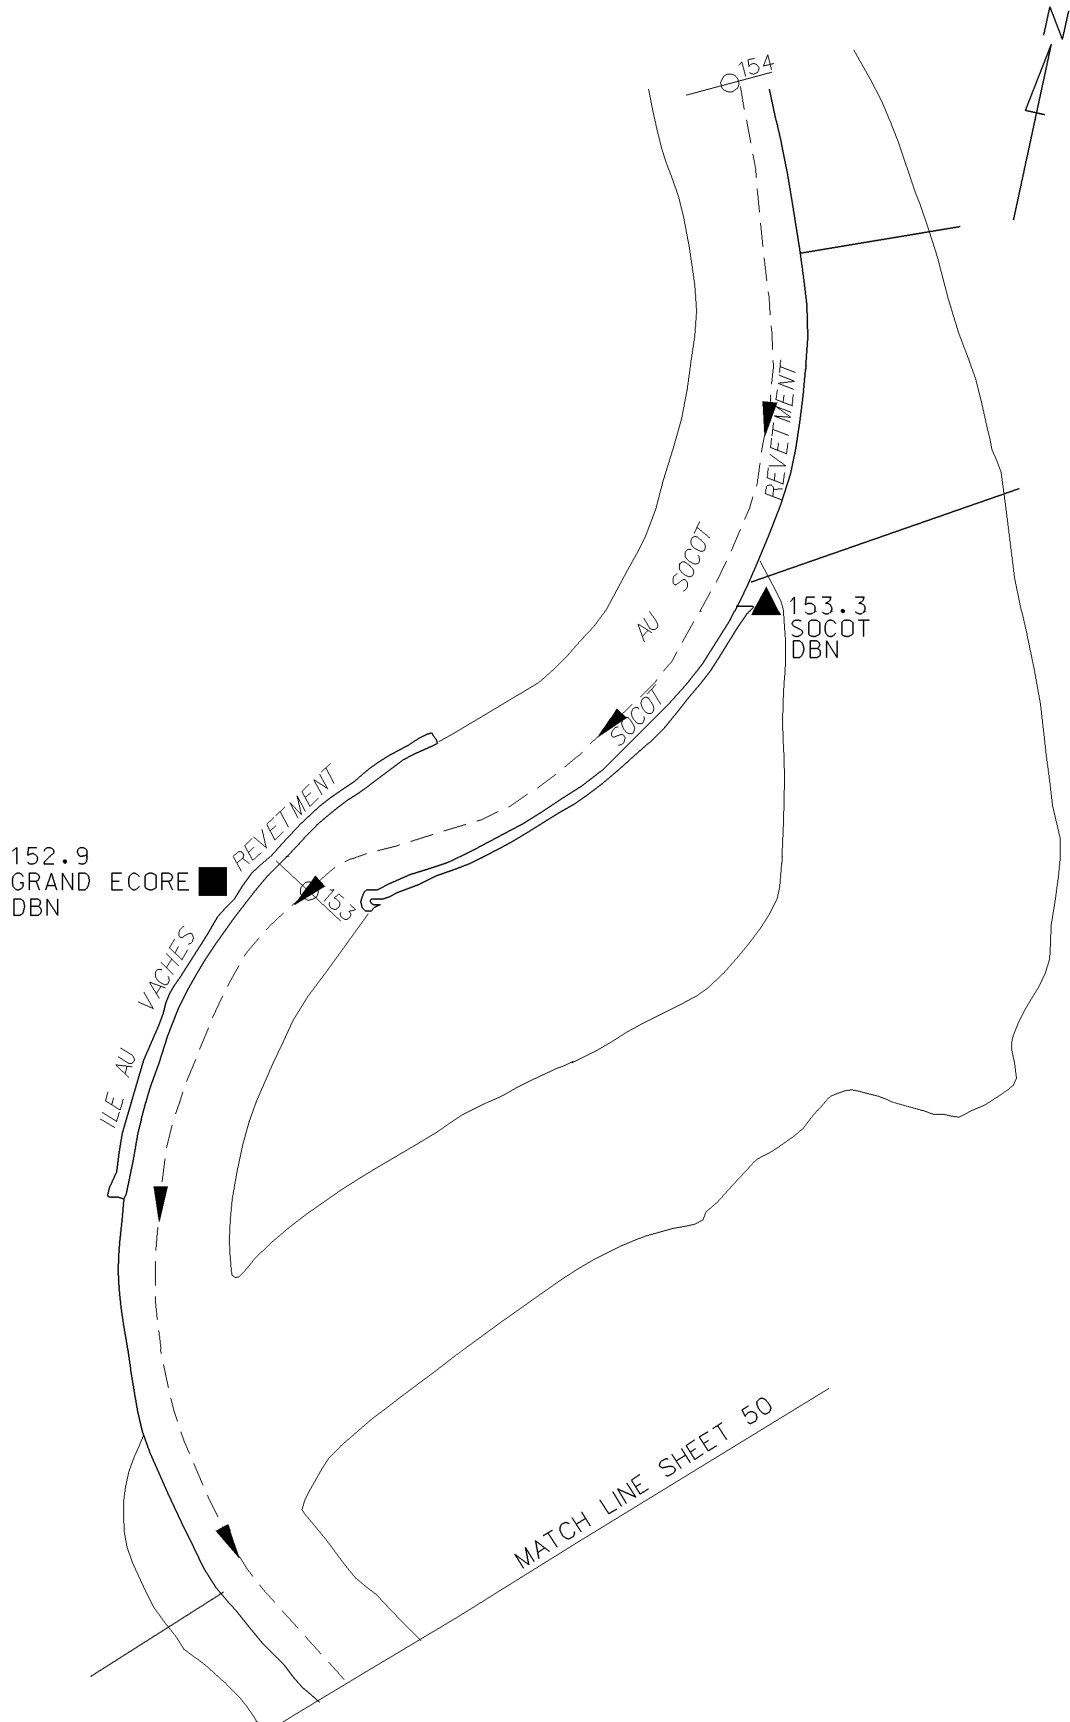 N
154
REVETMENT
AU SOCOT
153.3
SOCOT
DBN
SOCOT
REVETMENT
152.9
GRAND ECORE
DBN
153
ILE AU VACHES
MATCH LINE SHEET 50